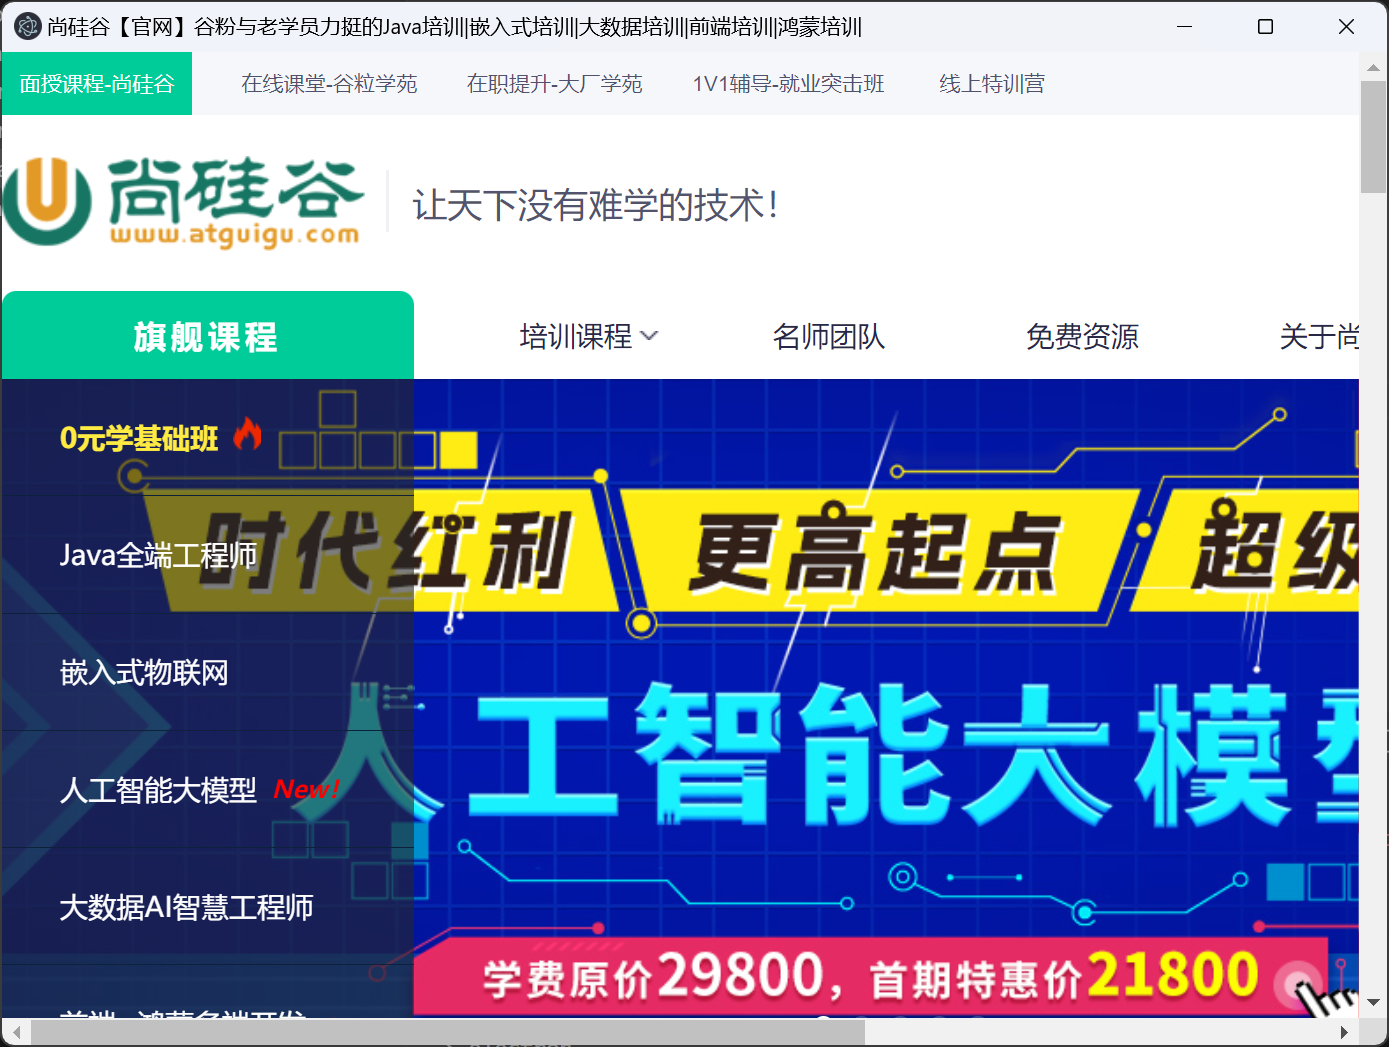 尚硅谷【官网】谷粉与老学员力挺的Java培训|嵌入式培训|大数据培训|前端培训|鸿蒙培训
面授课程-尚硅谷 在线课堂-谷粒学苑 在职提升-大厂学苑 1V1辅导-就业突击班 线上特训营
尚硅谷
www.atguigu.com
让天下没有难学的技术！
旗舰课程 培训课程 名师团队 免费资源 关于尚
0元学基础班
Java全端工程师
嵌入式物联网
人工智能大模型 New!
大数据AI智慧工程师
时代红利 更高起点 超级
人工智能大模型
学费原价29800，首期特惠价21800